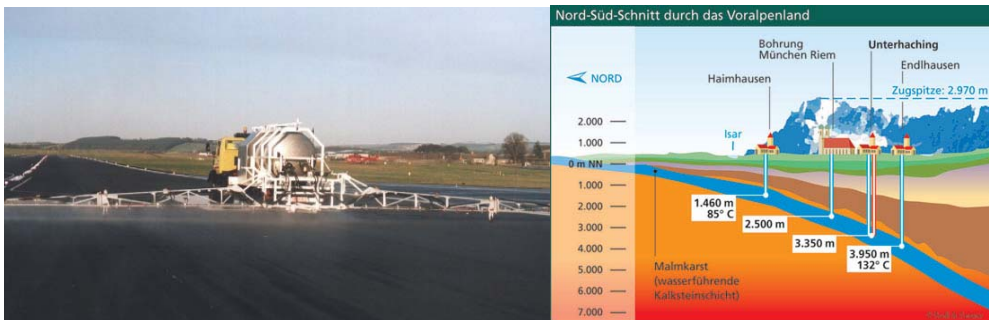 Nord-Süd-Schnitt durch das Voralpenland
NORD
Haimhausen
Bohrung
München Riem
Unterhaching
Endlhausen
Zugspitze: 2.970 m
Isar
2.000
1.000
0 m NN
1.000
2.000
3.000
4.000
5.000
6.000
7.000
1.460 m
85° C
2.500 m
3.350 m
3.950 m
132° C
Malmkarst
(wasserführende
Kalksteinschicht)